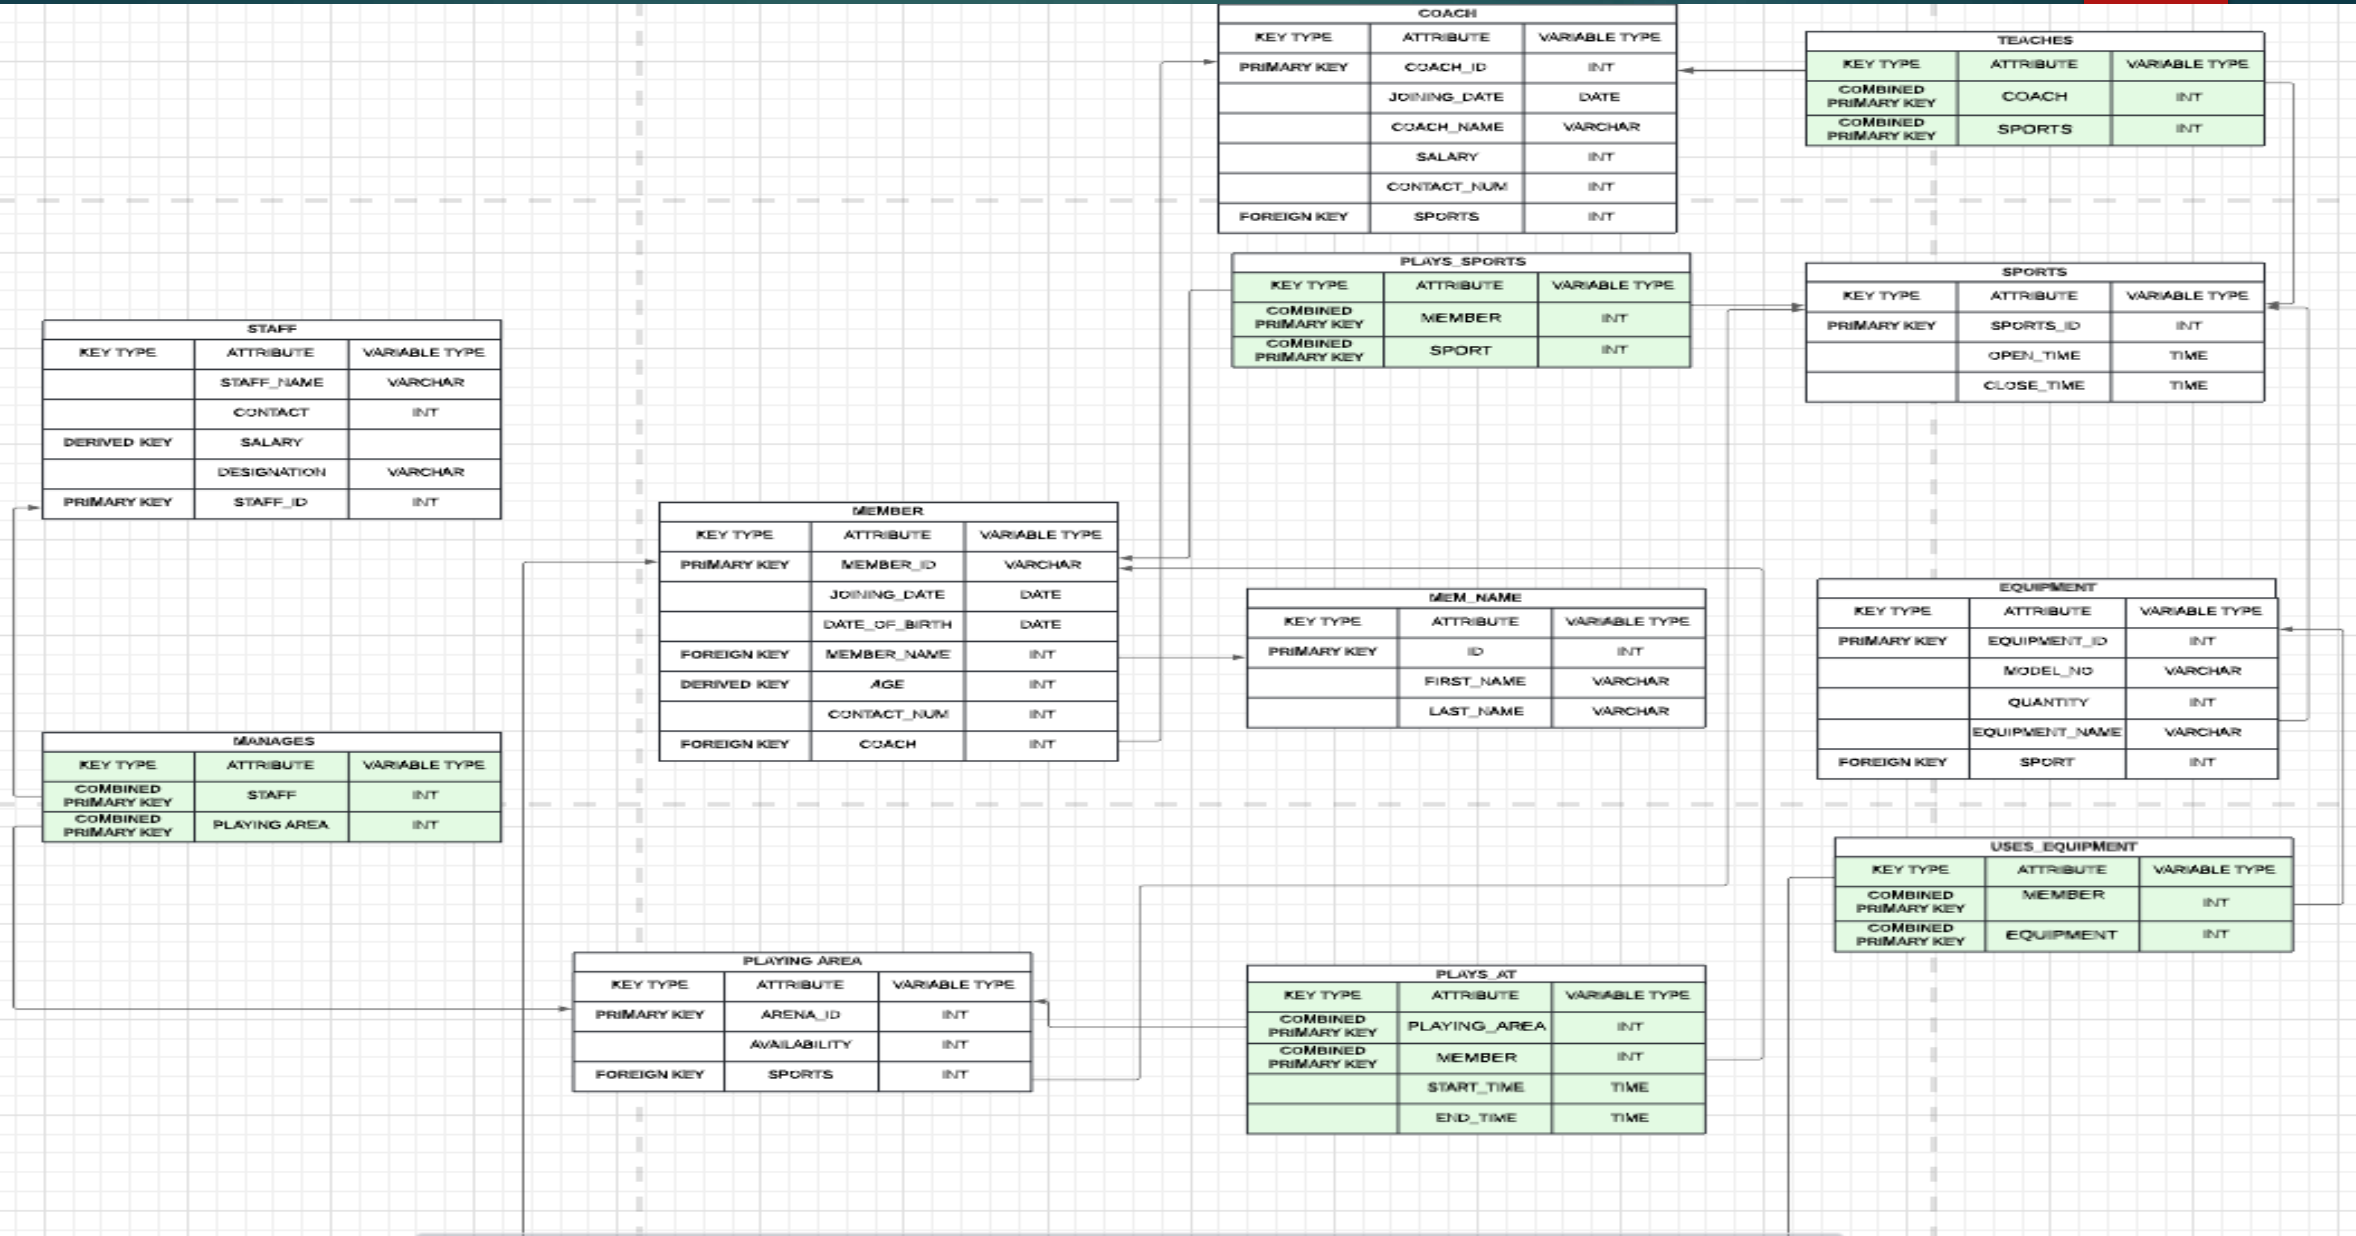 COACH
KEY TYPE ATTRIBUTE VARIABLE TYPE
PRIMARY KEY COACH_ID INT
JOINING_DATE DATE
COACH_NAME VARCHAR
SALARY INT
CONTACT_NUM INT
FOREIGN KEY SPORTS INT
TEACHES
KEY TYPE ATTRIBUTE VARIABLE TYPE
COMBINED
PRIMARY KEY COACH INT
COMBINED
PRIMARY KEY SPORTS INT
PLAYS_SPORTS
KEY TYPE ATTRIBUTE VARIABLE TYPE
COMBINED
PRIMARY KEY MEMBER INT
COMBINED
PRIMARY KEY SPORT INT
SPORTS
KEY TYPE ATTRIBUTE VARIABLE TYPE
PRIMARY KEY SPORTS_ID INT
OPEN_TIME TIME
CLOSE_TIME TIME
STAFF
KEY TYPE ATTRIBUTE VARIABLE TYPE
STAFF_NAME VARCHAR
CONTACT INT
DERIVED KEY SALARY
DESIGNATION VARCHAR
PRIMARY KEY STAFF_ID INT
MEMBER
KEY TYPE ATTRIBUTE VARIABLE TYPE
PRIMARY KEY MEMBER_ID VARCHAR
JOINING_DATE DATE
DATE_OF_BIRTH DATE
FOREIGN KEY MEMBER_NAME INT
DERIVED KEY AGE INT
CONTACT_NUM INT
FOREIGN KEY COACH INT
MEM_NAME
KEY TYPE ATTRIBUTE VARIABLE TYPE
PRIMARY KEY ID INT
FIRST_NAME VARCHAR
LAST_NAME VARCHAR
EQUIPMENT
KEY TYPE ATTRIBUTE VARIABLE TYPE
PRIMARY KEY EQUIPMENT_ID INT
MODEL_NO VARCHAR
QUANTITY INT
EQUIPMENT_NAME VARCHAR
FOREIGN KEY SPORT INT
MANAGES
KEY TYPE ATTRIBUTE VARIABLE TYPE
COMBINED
PRIMARY KEY STAFF INT
COMBINED
PRIMARY KEY PLAYING AREA INT
USES_EQUIPMENT
KEY TYPE ATTRIBUTE VARIABLE TYPE
COMBINED
PRIMARY KEY MEMBER INT
COMBINED
PRIMARY KEY EQUIPMENT INT
PLAYING AREA
KEY TYPE ATTRIBUTE VARIABLE TYPE
PRIMARY KEY ARENA_ID INT
AVAILABILITY INT
FOREIGN KEY SPORTS INT
PLAYS_AT
KEY TYPE ATTRIBUTE VARIABLE TYPE
COMBINED
PRIMARY KEY PLAYING_AREA INT
COMBINED
PRIMARY KEY MEMBER INT
START_TIME TIME
END_TIME TIME